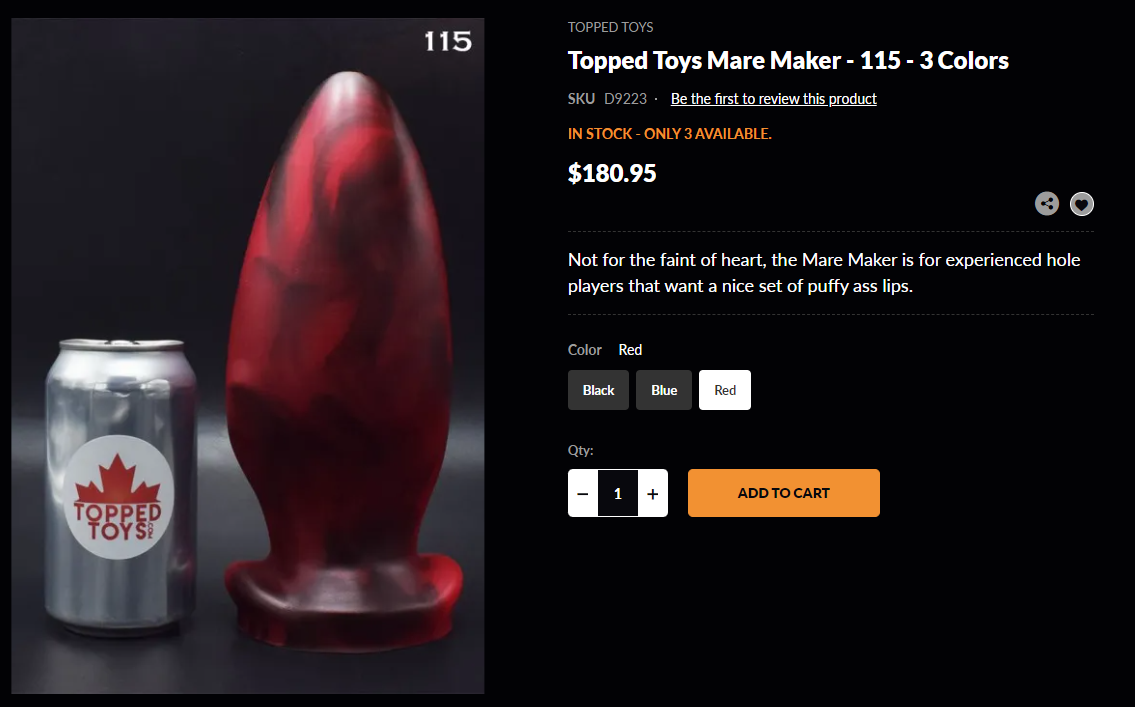 115
TOPPED
TOYS
TOPPED TOYS
Topped Toys Mare Maker - 115 - 3 Colors
SKU D9223 · Be the first to review this product
IN STOCK - ONLY 3 AVAILABLE.
$180.95
Not for the faint of heart, the Mare Maker is for experienced hole
players that want a nice set of puffy ass lips.
Color Red
Black Blue Red
Qty:
− 1 + ADD TO CART